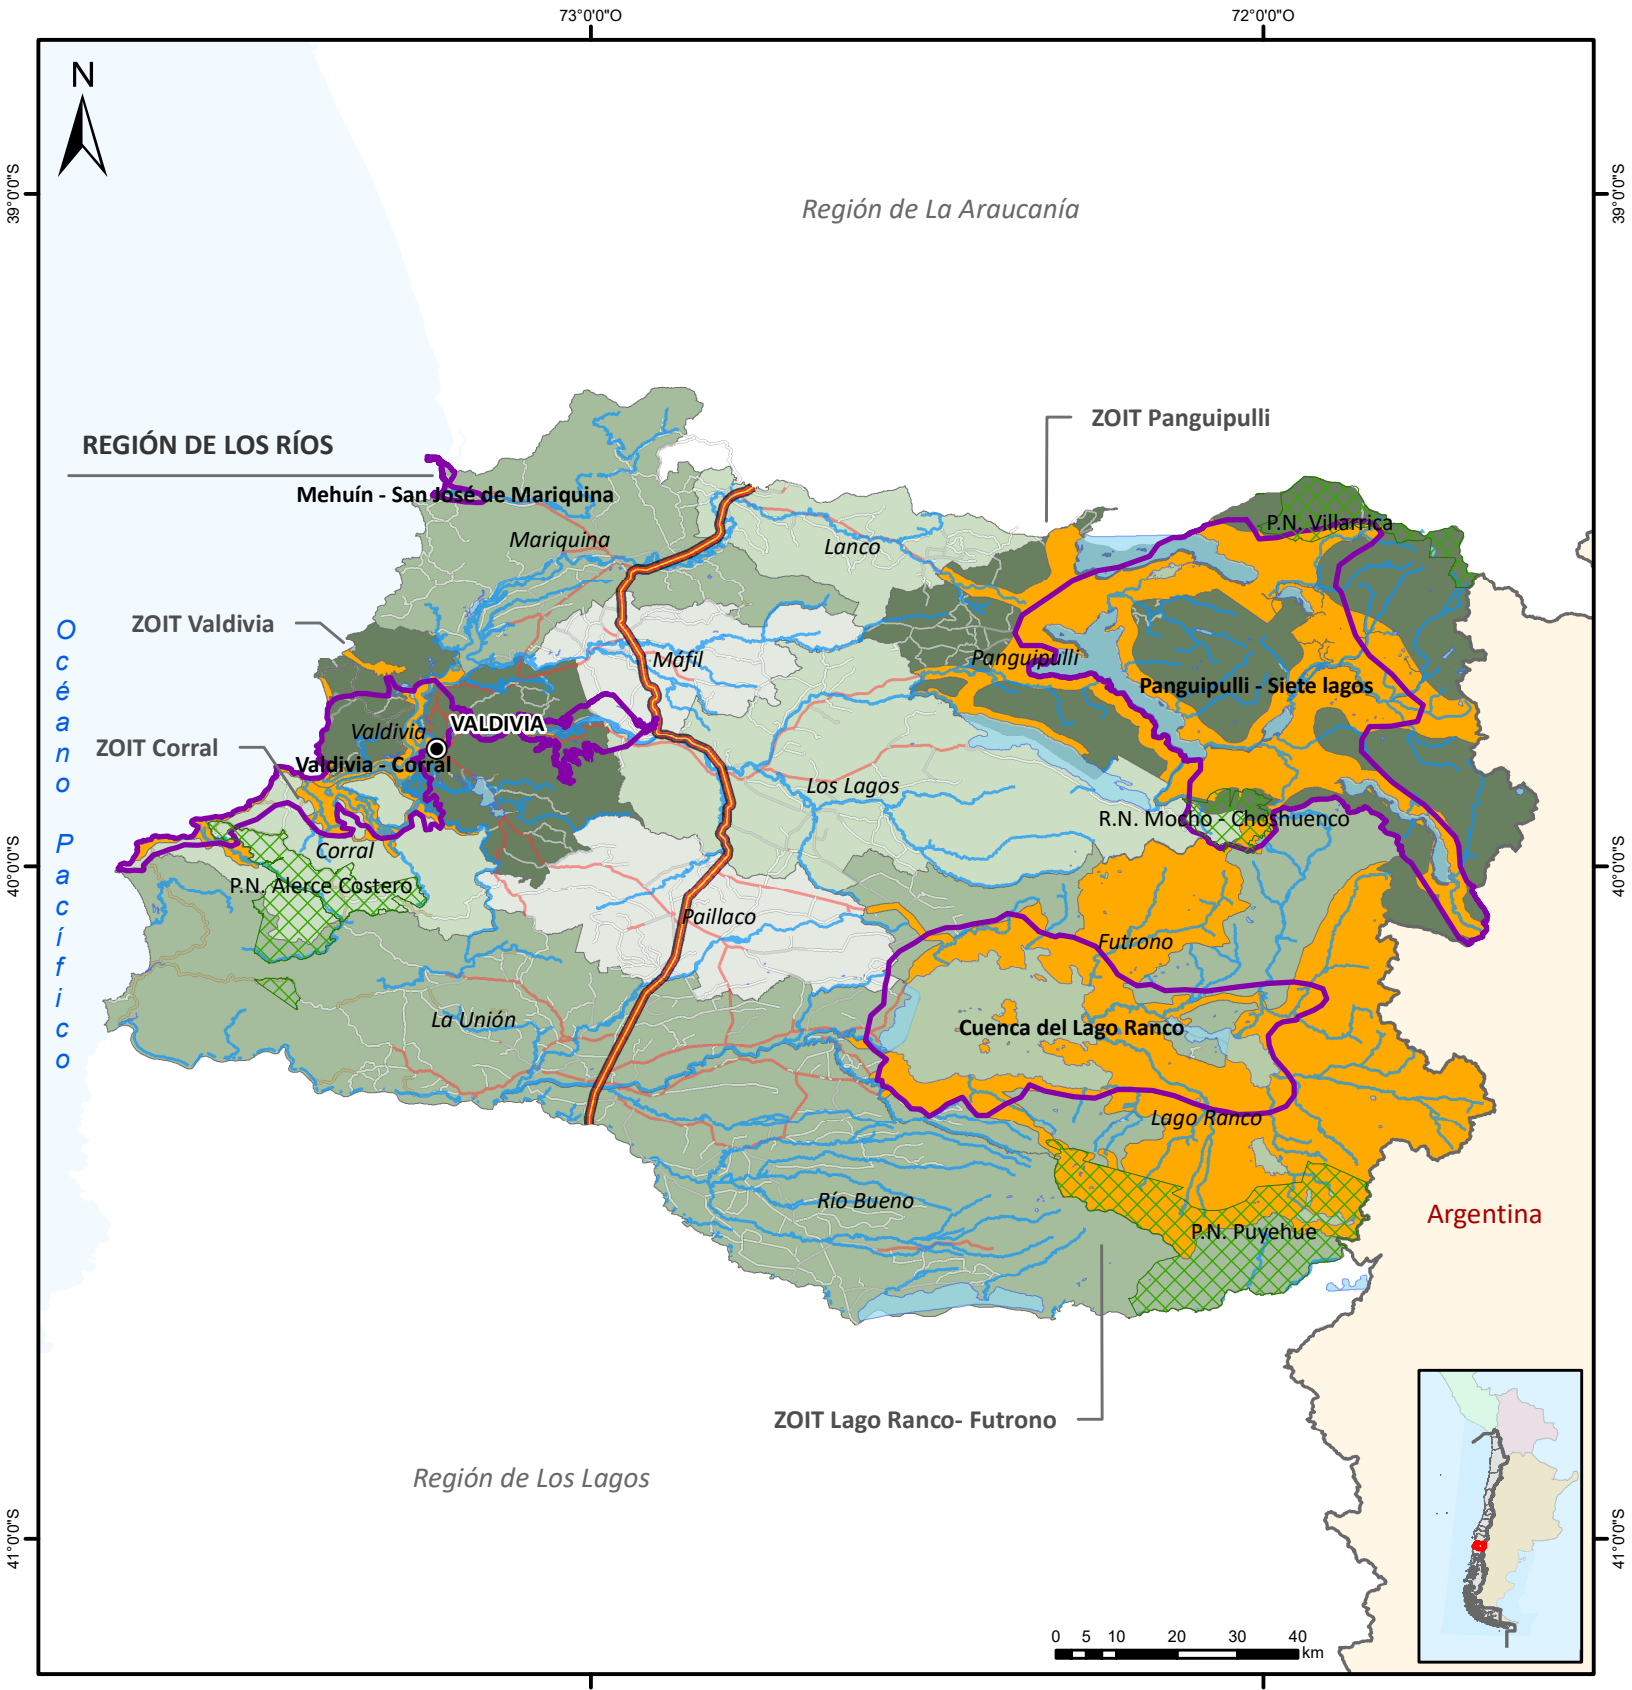 73°0'0"O
72°0'0"O
N
39°0'0"S
39°0'0"S
Región de La Araucanía
ZOIT Panguipulli
REGIÓN DE LOS RÍOS
Mehuín - San José de Mariquina
P.N. Villarrica
Mariquina
Lanco
ZOIT Valdivia
Océano Pacífico
Máfil
Panguipulli
Panguipulli - Siete lagos
VALDIVIA
Valdivia
ZOIT Corral
Valdivia - Corral
Los Lagos
R.N. Mocho - Choshuenco
Corral
40°0'0"S
40°0'0"S
P.N. Alerce Costero
Paillaco
Futrono
La Unión
Cuenca del Lago Ranco
Lago Ranco
Río Bueno
P.N. Puyehue
Argentina
ZOIT Lago Ranco- Futrono
Región de Los Lagos
41°0'0"S
41°0'0"S
0 5 10 20 30 40
km